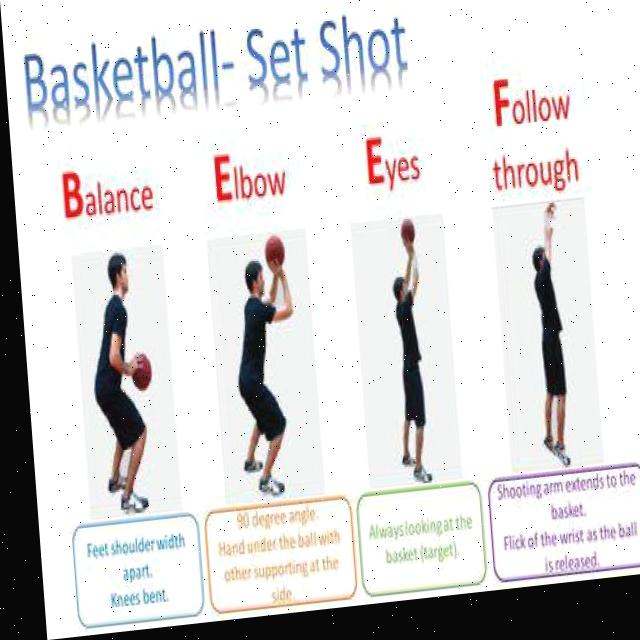 Basketball- Set Shot
Balance
Elbow
Eyes
Follow
through
Feet shoulder width
apart.
Knees bent.
90 degree angle.
Hand under the ball with
other supporting at the
side.
Always looking at the
basket (target).
Shooting arm extends to the
basket.
Flick of the wrist as the ball
is released.